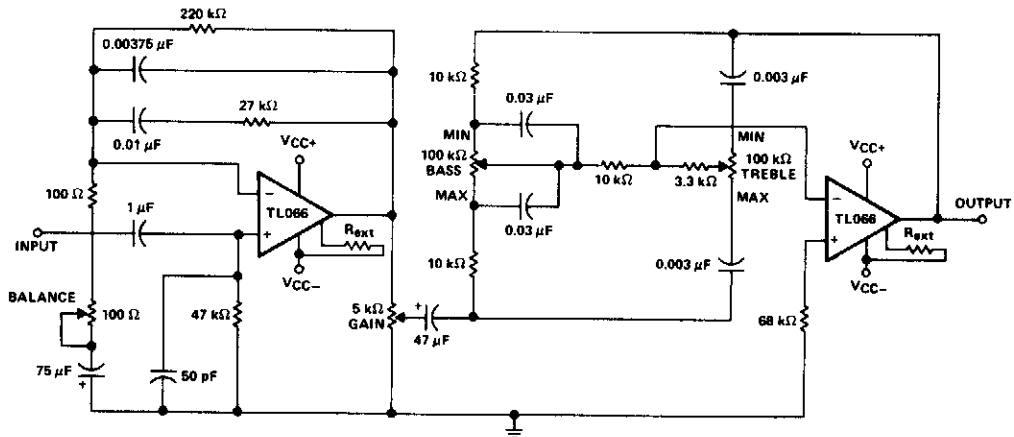 220 kΩ
0.00375 µF
27 kΩ
0.01 µF
VCC+
100 Ω
−
TL066
+
1 µF
INPUT
Rext
VCC−
BALANCE
100 Ω
47 kΩ
75 µF
+
50 pF
5 kΩ
GAIN
+
47 µF
10 kΩ
0.03 µF
MIN
100 kΩ
BASS
MAX
0.03 µF
10 kΩ
10 kΩ
0.003 µF
MIN
100 kΩ
TREBLE
MAX
3.3 kΩ
0.003 µF
VCC+
−
TL066
+
OUTPUT
Rext
VCC−
68 kΩ